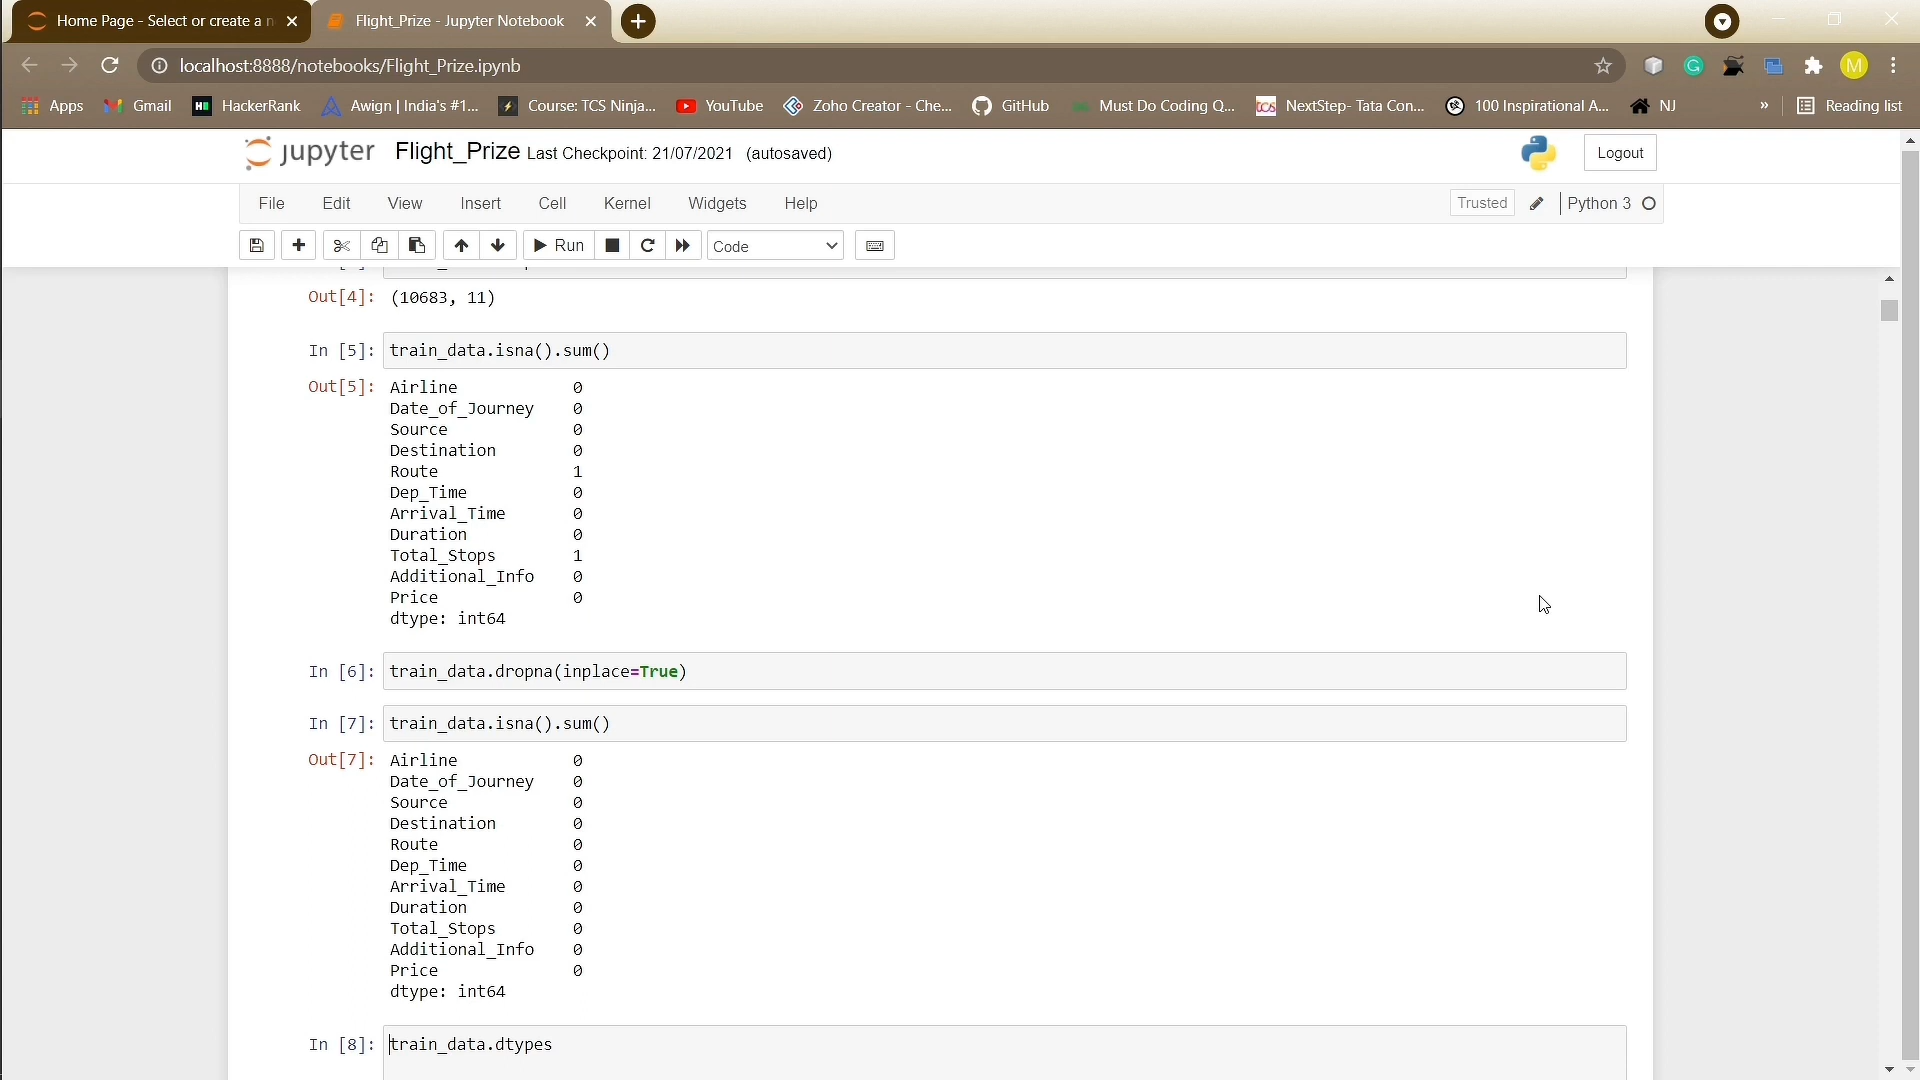 Home Page - Select or create a n
Flight_Prize - Jupyter Notebook
localhost:8888/notebooks/Flight_Prize.ipynb
M
Apps
Gmail
HackerRank
Awign | India's #1...
Course: TCS Ninja...
YouTube
Zoho Creator - Che...
GitHub
Must Do Coding Q...
NextStep- Tata Con...
100 Inspirational A...
NJ
»
Reading list
jupyter Flight_Prize Last Checkpoint: 21/07/2021 (autosaved)
Logout
File Edit View Insert Cell Kernel Widgets Help
Trusted
Python 3
Run
Code
Out[4]: (10683, 11)
In [5]: train_data.isna().sum()
Out[5]: Airline 0
Date_of_Journey 0
Source 0
Destination 0
Route 1
Dep_Time 0
Arrival_Time 0
Duration 0
Total_Stops 1
Additional_Info 0
Price 0
dtype: int64
In [6]: train_data.dropna(inplace=True)
In [7]: train_data.isna().sum()
Out[7]: Airline 0
Date_of_Journey 0
Source 0
Destination 0
Route 0
Dep_Time 0
Arrival_Time 0
Duration 0
Total_Stops 0
Additional_Info 0
Price 0
dtype: int64
In [8]: train_data.dtypes